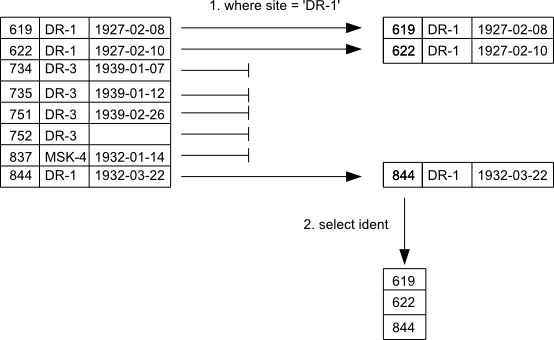 1. where site = 'DR-1'
619 DR-1 1927-02-08 619 DR-1 1927-02-08
622 DR-1 1927-02-10 622 DR-1 1927-02-10
734 DR-3 1939-01-07
735 DR-3 1939-01-12
751 DR-3 1939-02-26
752 DR-3
837 MSK-4 1932-01-14
844 DR-1 1932-03-22 844 DR-1 1932-03-22
2. select ident
619
622
844